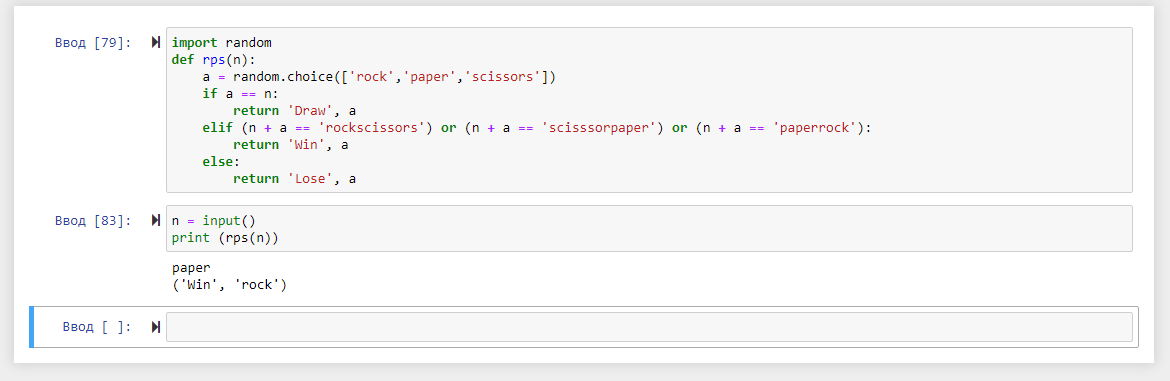 Ввод [79]:
import random
def rps(n):
    a = random.choice(['rock','paper','scissors'])
    if a == n:
        return 'Draw', a
    elif (n + a == 'rockscissors') or (n + a == 'scisssorpaper') or (n + a == 'paperrock'):
        return 'Win', a
    else:
        return 'Lose', a
Ввод [83]:
n = input()
print (rps(n))
paper
('Win', 'rock')
Ввод [ ]: